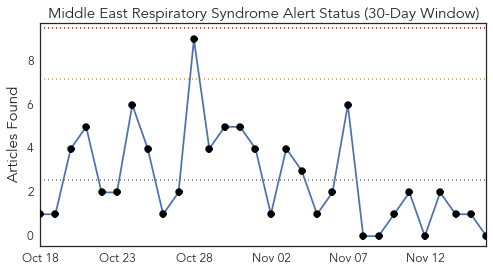 Middle East Respiratory Syndrome Alert Status (30-Day Window)
Articles Found
8
6
4
2
0
Oct 18 Oct 23 Oct 28 Nov 02 Nov 07 Nov 12